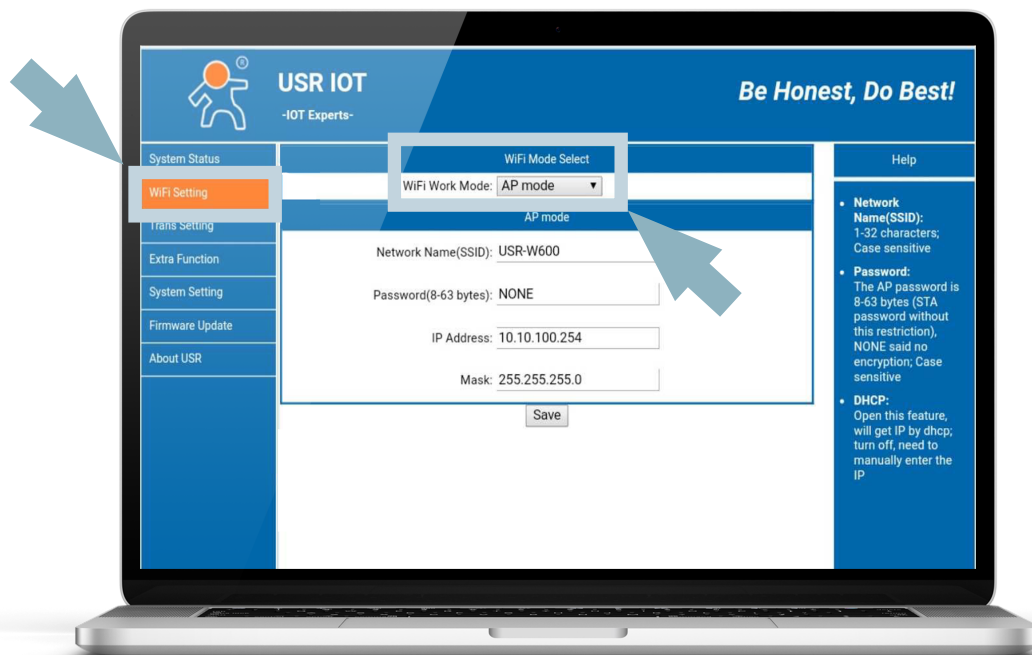 ®
USR IOT
-IOT Experts-
Be Honest, Do Best!
System Status
WiFi Setting
Trans Setting
Extra Function
System Setting
Firmware Update
About USR
WiFi Mode Select
WiFi Work Mode: AP mode ▼
AP mode
Network Name(SSID): USR-W600
Password(8-63 bytes): NONE
IP Address: 10.10.100.254
Mask: 255.255.255.0
Save
Help
• Network
Name(SSID):
1-32 characters;
Case sensitive
• Password:
The AP password is
8-63 bytes (STA
password without
this restriction),
NONE said no
encryption; Case
sensitive
• DHCP:
Open this feature,
will get IP by dhcp;
turn off, need to
manually enter the
IP